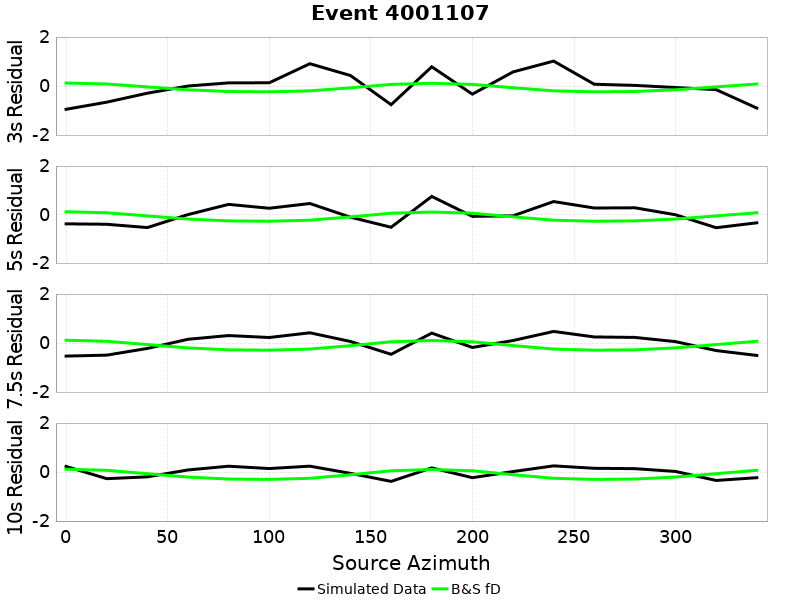 Event 4001107
3s Residual
2
0
-2
5s Residual
2
0
-2
7.5s Residual
2
0
-2
10s Residual
2
0
-2
0 50 100 150 200 250 300
Source Azimuth
Simulated Data B&S fD